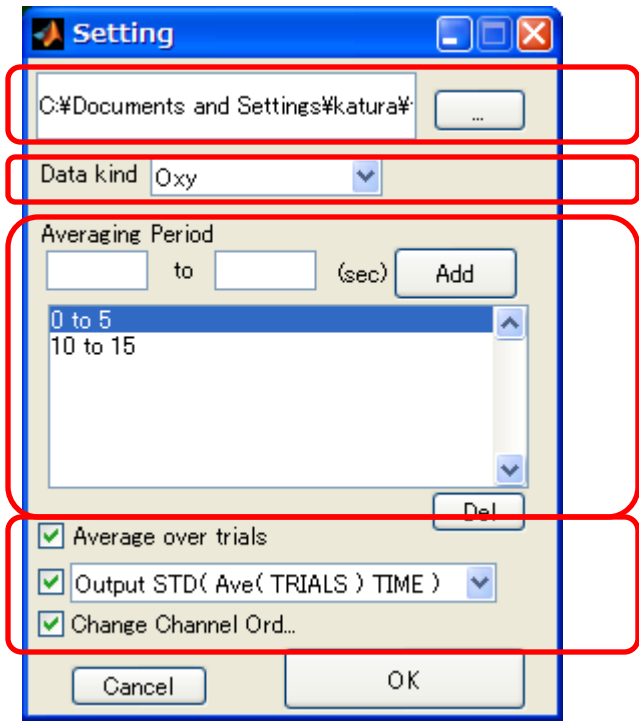 Setting
C:¥Documents and Settings¥katura¥
...
Data kind Oxy
Averaging Period
to (sec) Add
0 to 5
10 to 15
Del
Average over trials
Output STD( Ave( TRIALS ) TIME )
Change Channel Ord...
Cancel OK